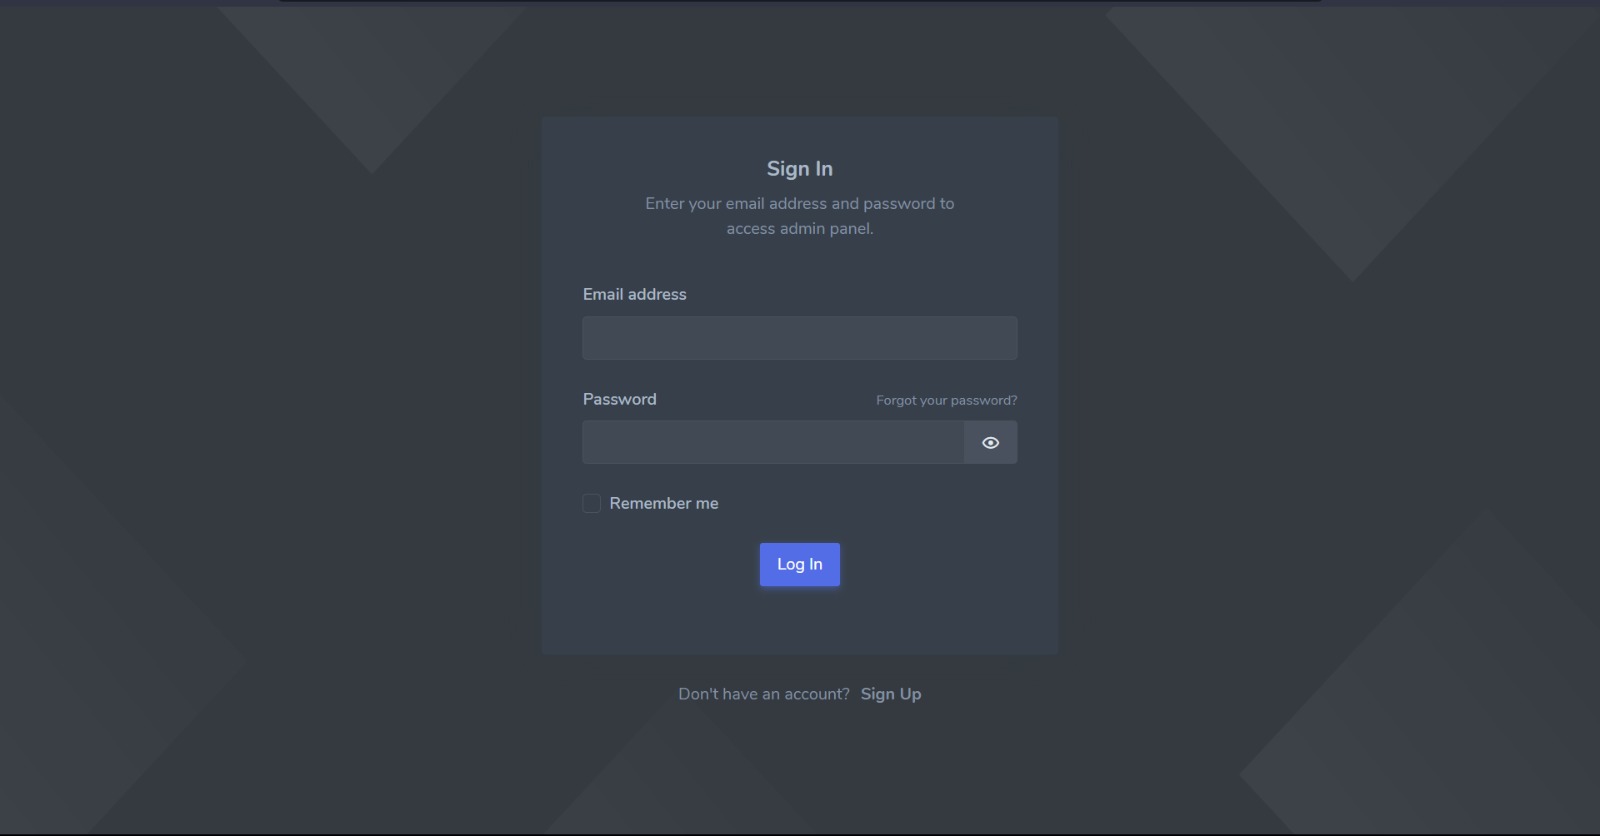 Sign In
Enter your email address and password to
access admin panel.
Email address
Password
Forgot your password?
Remember me
Log In
Don't have an account? Sign Up